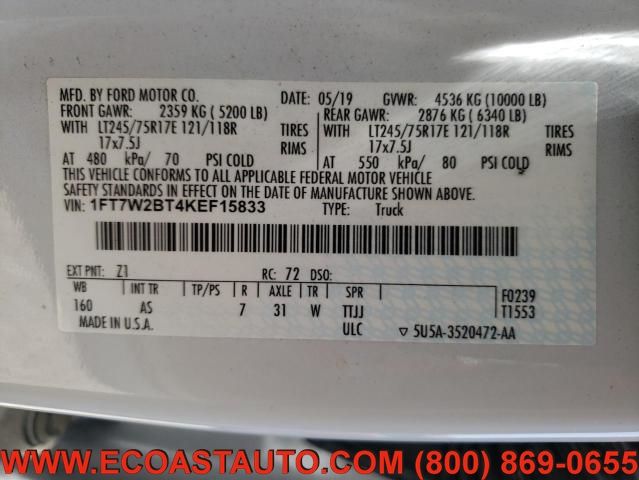 MFD. BY FORD MOTOR CO.
DATE: 05/19 GVWR: 4536 KG (10000 LB)
FRONT GAWR: 2359 KG (5200 LB)
REAR GAWR: 2876 KG (6340 LB)
WITH LT245/75R17E 121/118R TIRES
WITH LT245/75R17E 121/118R TIRES
17x7.5J RIMS
17x7.5J RIMS
AT 480 kPa/ 70 PSI COLD
AT 550 kPa/ 80 PSI COLD
THIS VEHICLE CONFORMS TO ALL APPLICABLE FEDERAL MOTOR VEHICLE
SAFETY STANDARDS IN EFFECT ON THE DATE OF MANUFACTURE SHOWN ABOVE.
VIN: 1FT7W2BT4KEF15833 TYPE: Truck
EXT PNT: Z1 RC: 72 DSO:
WB INT TR TP/PS R AXLE TR SPR F0239
160 AS 7 31 W TTJJ T1553
MADE IN U.S.A. ULC ▽ 5U5A-3520472-AA
WWW.ECOASTAUTO.COM (800) 869-0655